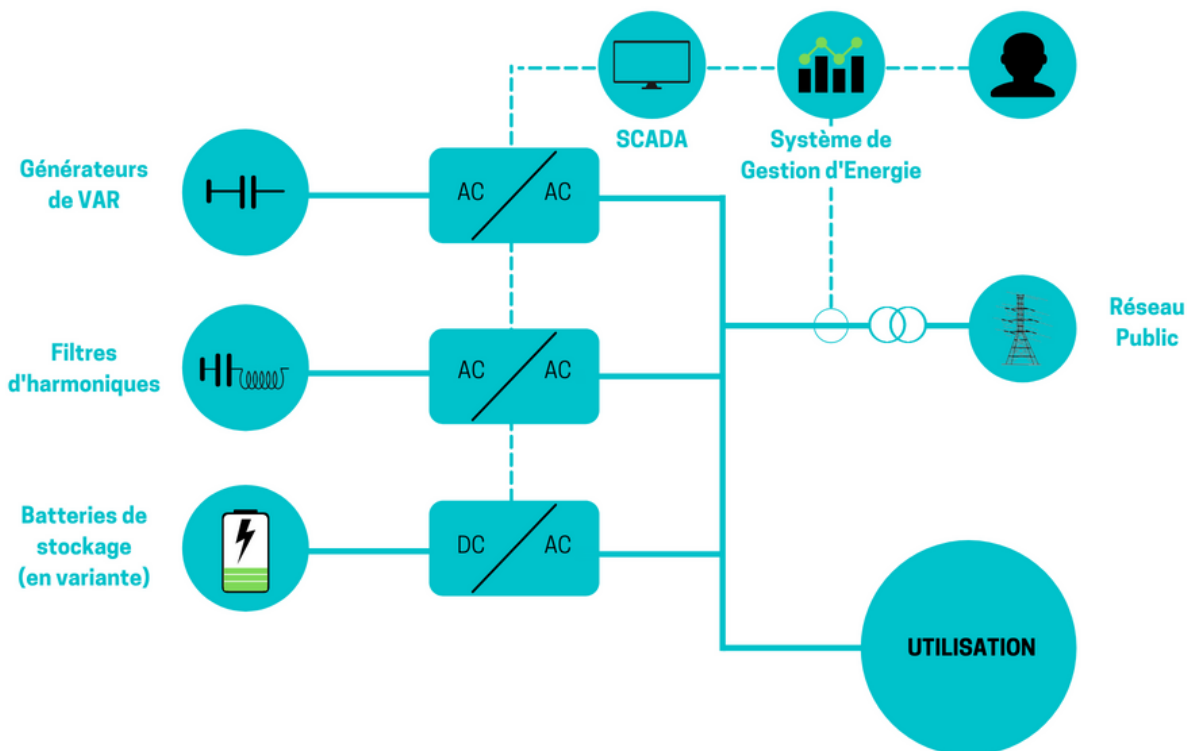 SCADA
Système de
Gestion d'Energie
Générateurs
de VAR
AC
AC
Réseau
Public
Filtres
d'harmoniques
AC
AC
Batteries de
stockage
(en variante)
DC
AC
UTILISATION